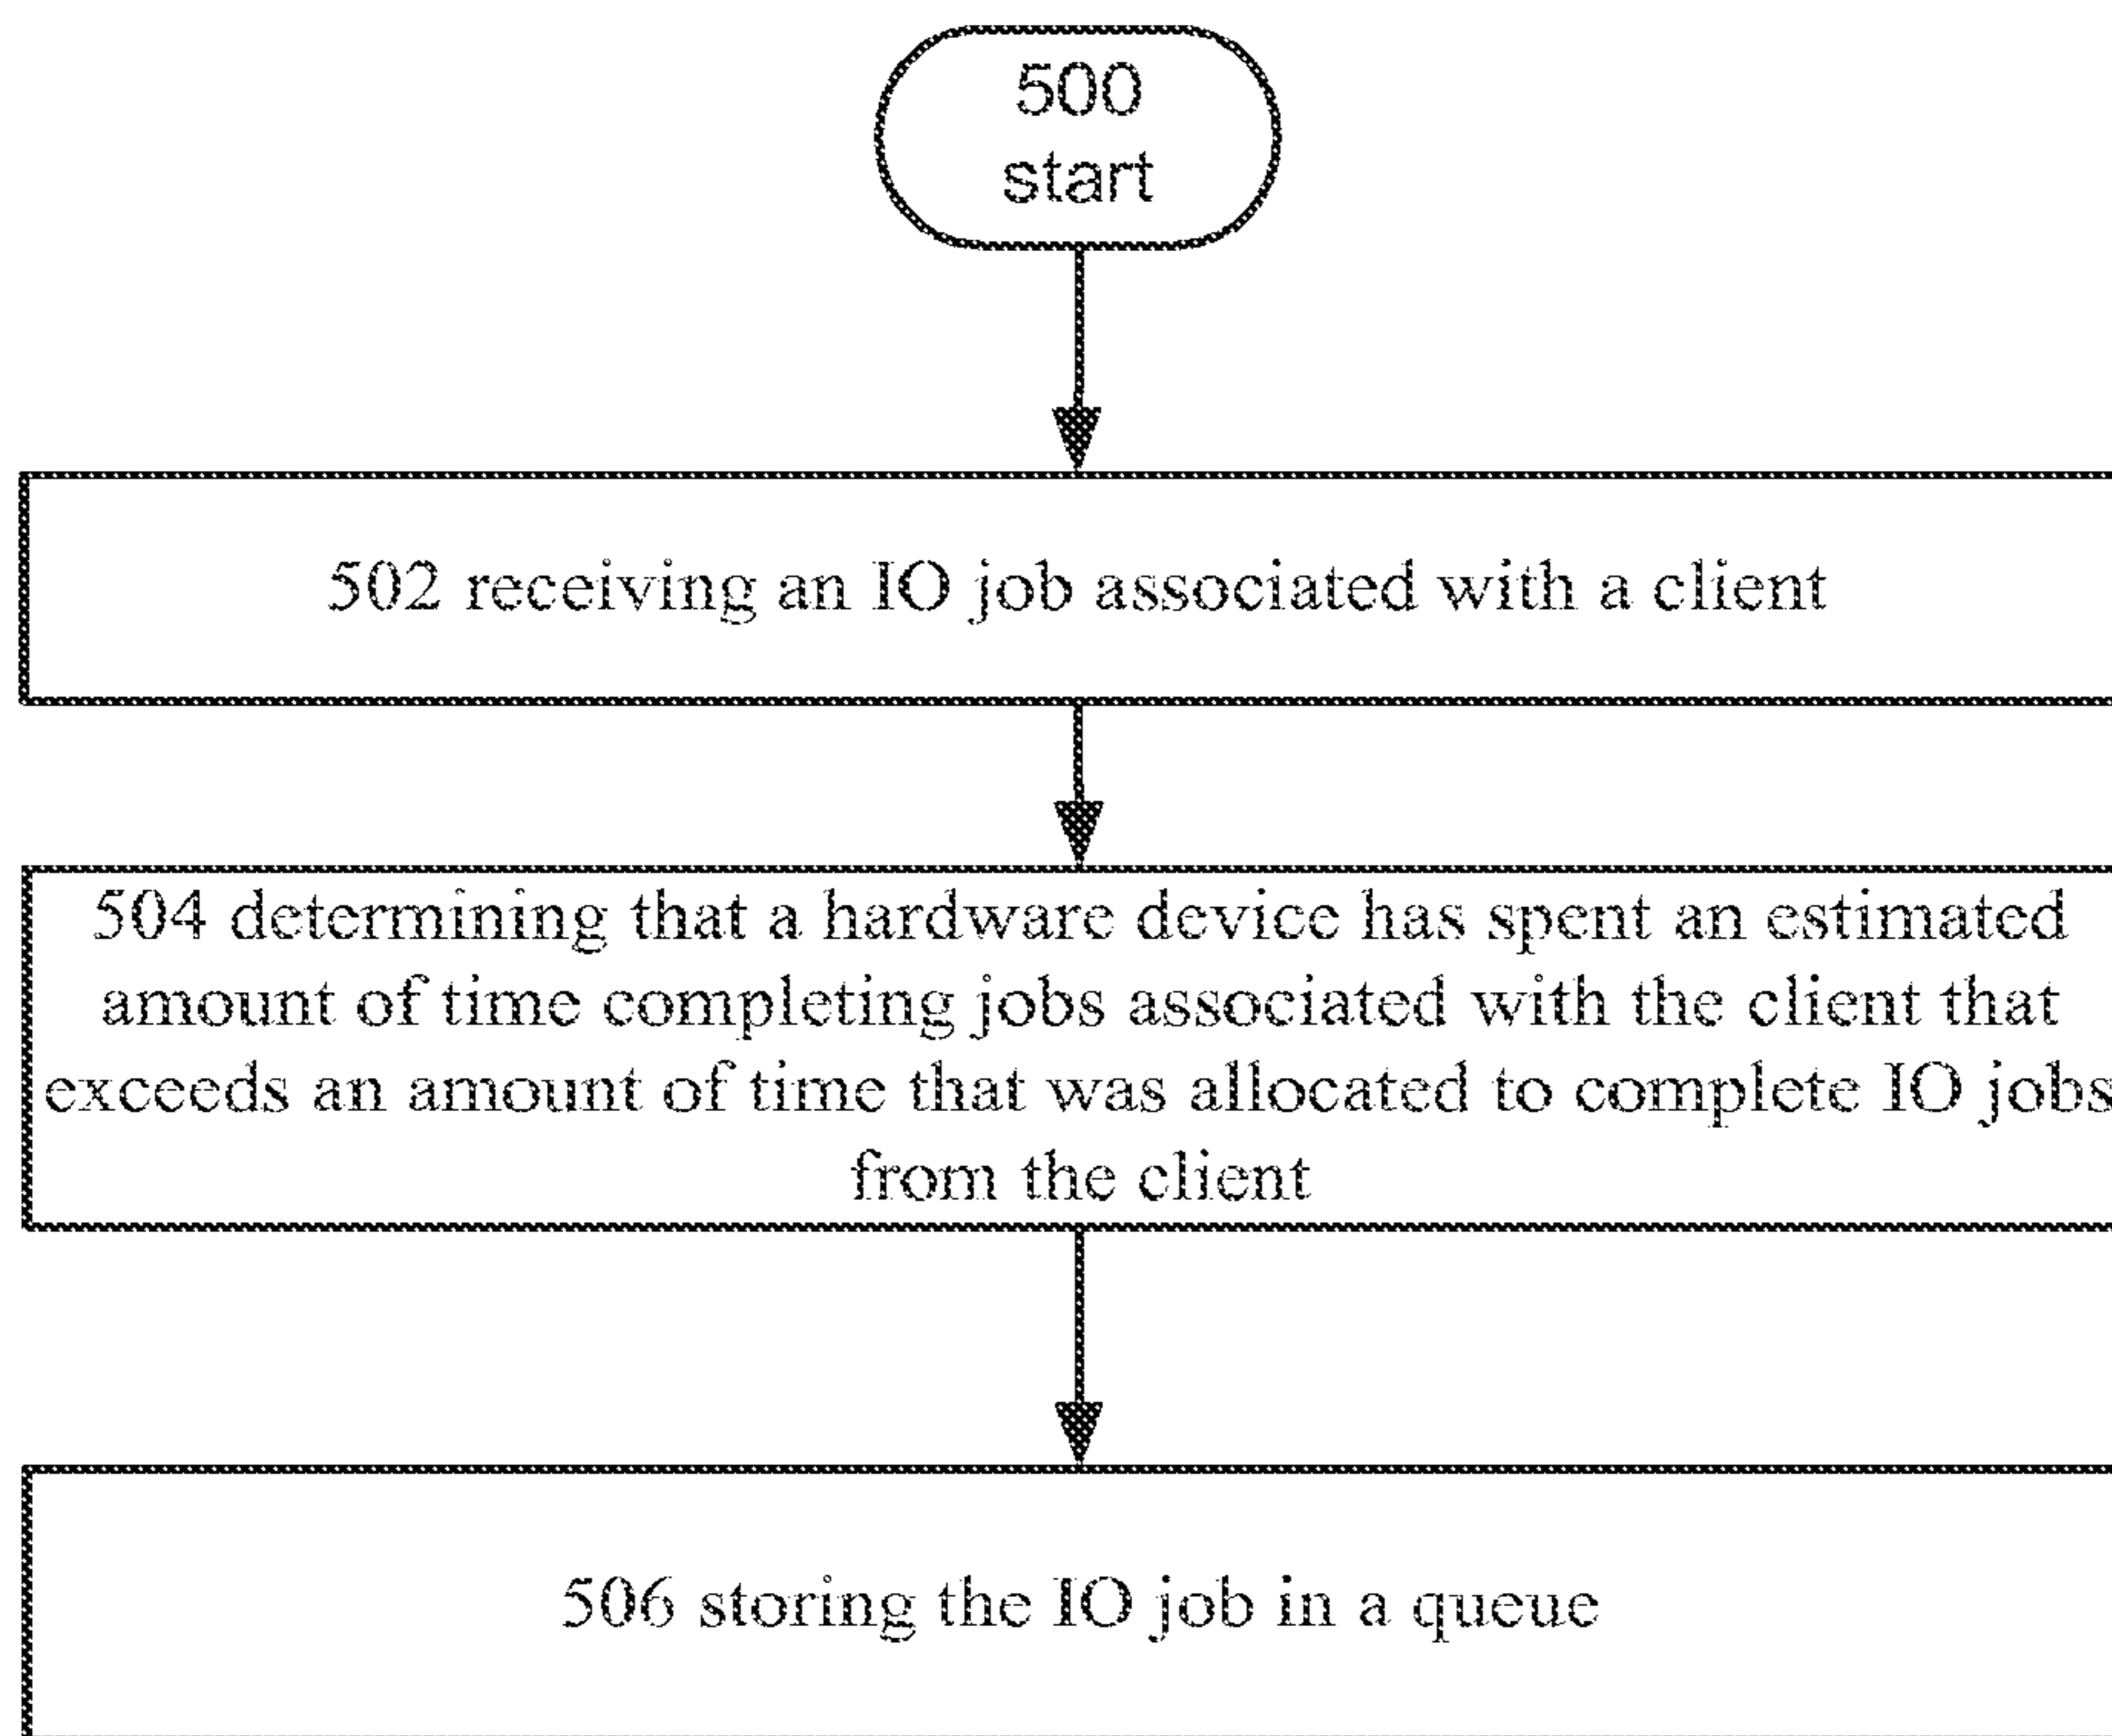 500
start
502 receiving an IO job associated with a client
504 determining that a hardware device has spent an estimated
amount of time completing jobs associated with the client that
exceeds an amount of time that was allocated to complete IO jobs
from the client
506 storing the IO job in a queue